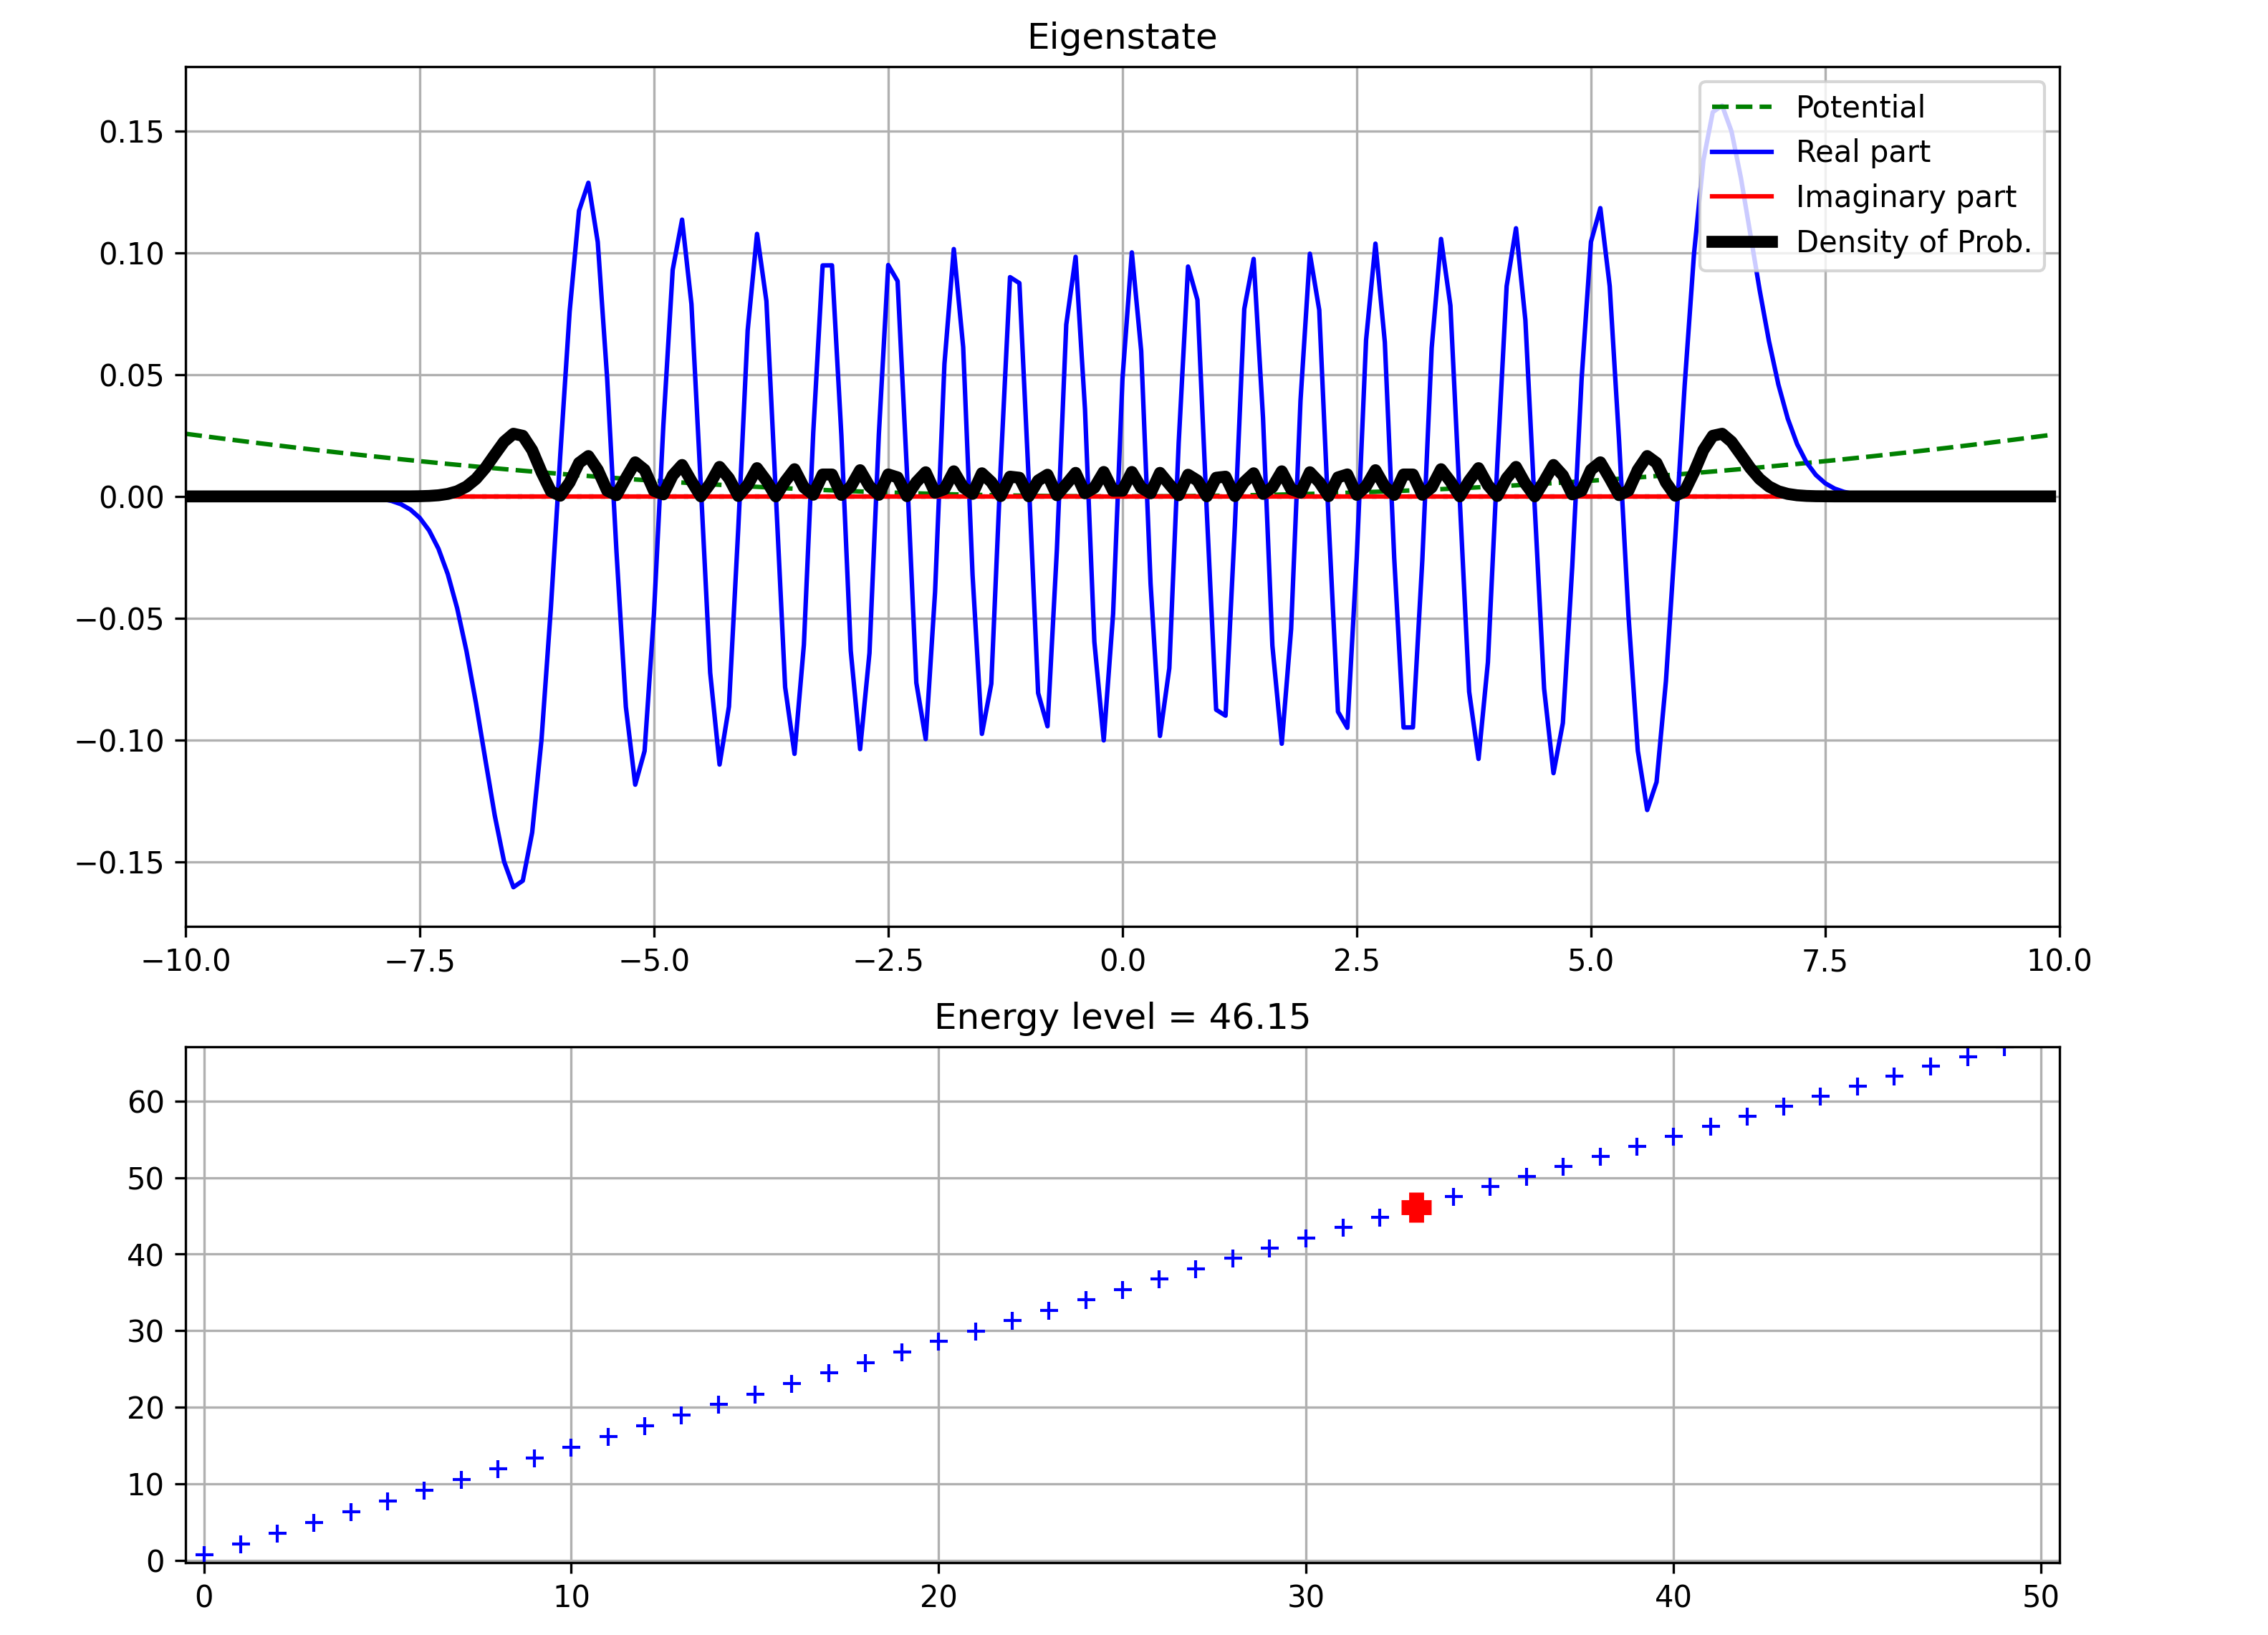 Eigenstate
0.15
0.10
0.05
0.00
−0.05
−0.10
−0.15
Potential
Real part
Imaginary part
Density of Prob.
−10.0 −7.5 −5.0 −2.5 0.0 2.5 5.0 7.5 10.0
Energy level = 46.15
60
50
40
30
20
10
0
0 10 20 30 40 50